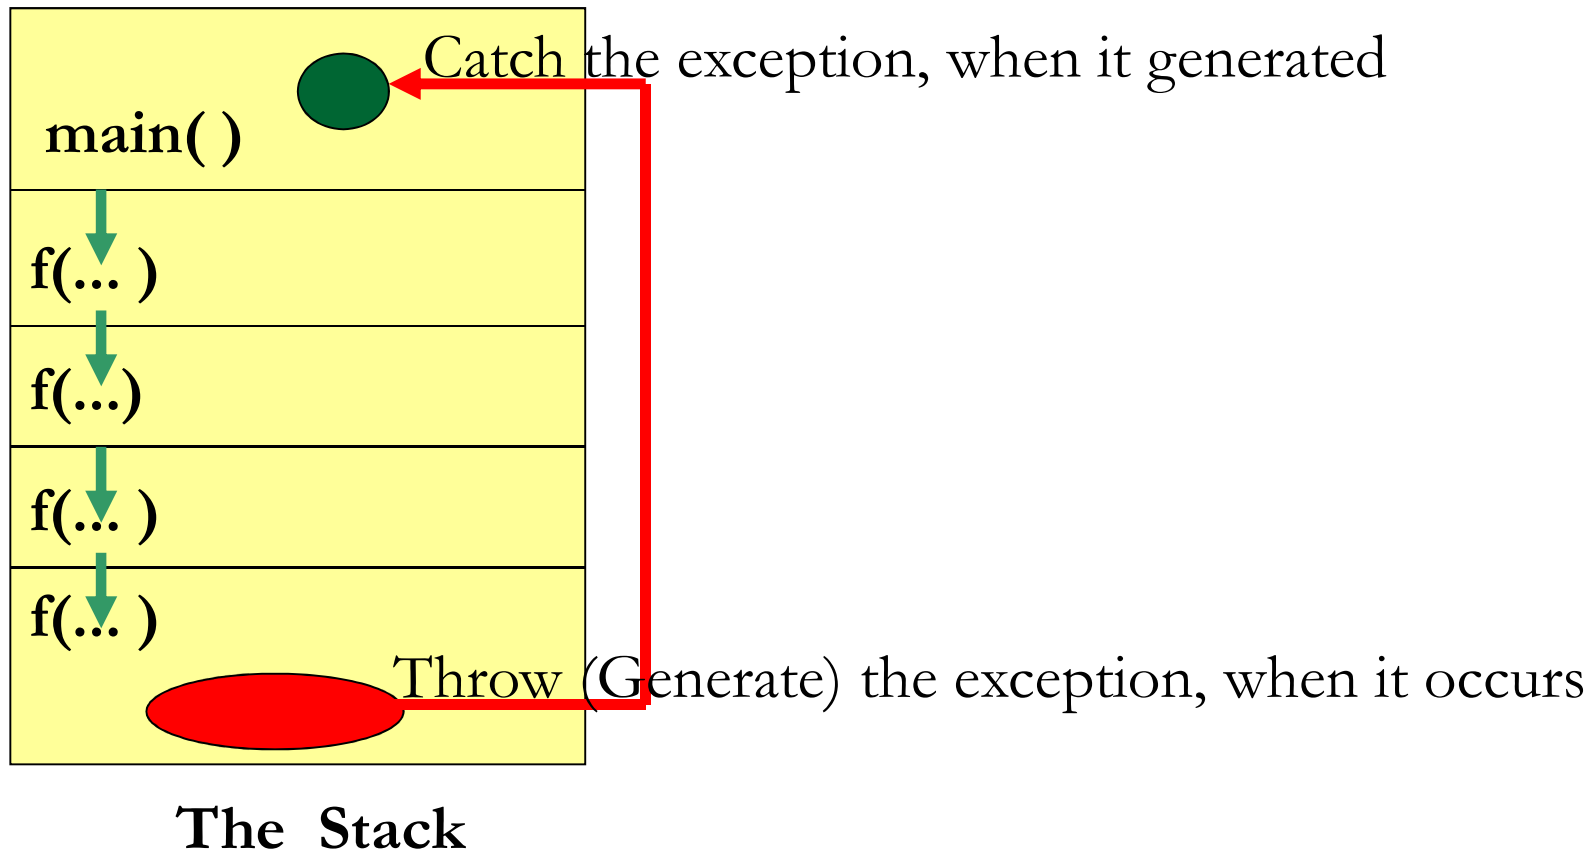 Catch the exception, when it generated
main( )
f(... )
f(...)
f(... )
f(... )
Throw (Generate) the exception, when it occurs
The Stack